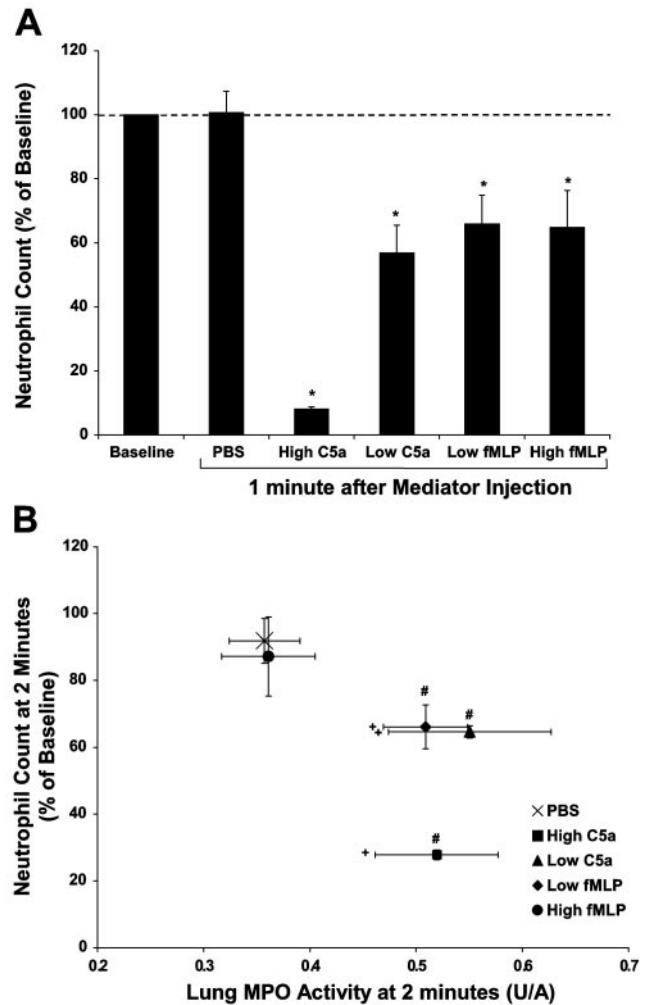 A
Neutrophil Count (% of Baseline)
120
100
80
60
40
20
0
*
*
*
*
Baseline PBS High C5a Low C5a Low fMLP High fMLP
1 minute after Mediator Injection
B
Neutrophil Count at 2 Minutes
(% of Baseline)
120
100
80
60
40
20
0
# #
+
+
#
+
PBS
High C5a
Low C5a
Low fMLP
High fMLP
0.2 0.3 0.4 0.5 0.6 0.7
Lung MPO Activity at 2 minutes (U/A)